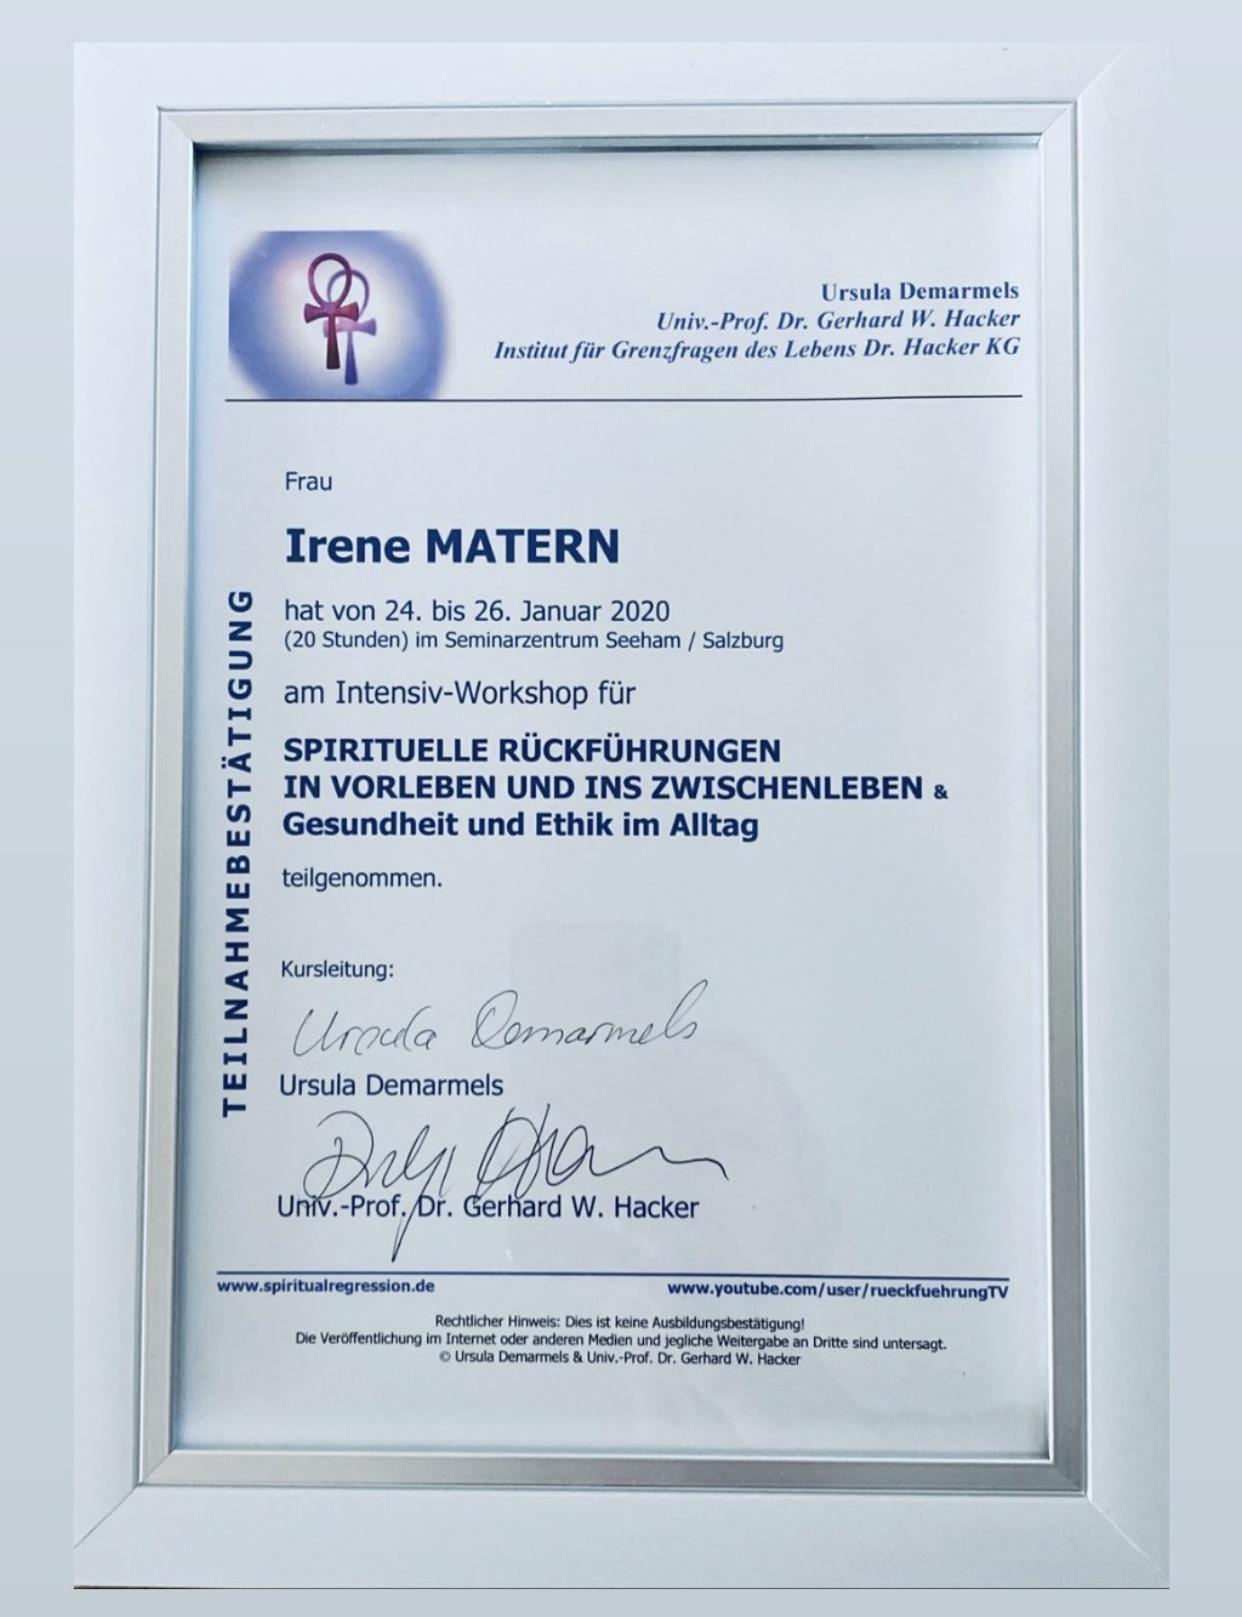 Ursula Demarmels
Univ.-Prof. Dr. Gerhard W. Hacker
Institut für Grenzfragen des Lebens Dr. Hacker KG
TEILNAHMEBESTÄTIGUNG
Frau
Irene MATERN
hat von 24. bis 26. Januar 2020
(20 Stunden) im Seminarzentrum Seeham / Salzburg
am Intensiv-Workshop für
SPIRITUELLE RÜCKFÜHRUNGEN
IN VORLEBEN UND INS ZWISCHENLEBEN &
Gesundheit und Ethik im Alltag
teilgenommen.
Kursleitung:
Ursula Demarmels
Ursula Demarmels
Univ.-Prof. Dr. Gerhard W. Hacker
www.spiritualregression.de www.youtube.com/user/rueckfuehrungTV
Rechtlicher Hinweis: Dies ist keine Ausbildungsbestätigung!
Die Veröffentlichung im Internet oder anderen Medien und jegliche Weitergabe an Dritte sind untersagt.
© Ursula Demarmels & Univ.-Prof. Dr. Gerhard W. Hacker